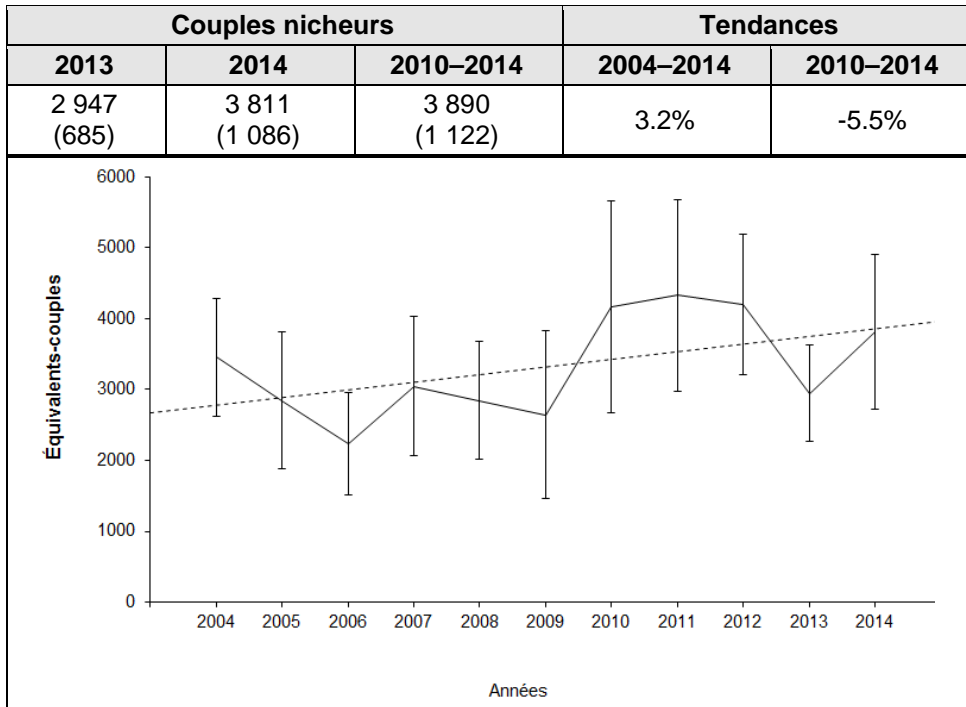 Couples nicheurs Tendances
2013 2014 2010–2014 2004–2014 2010–2014
2 947 3 811 3 890 3.2% -5.5%
(685) (1 086) (1 122)
6000
5000
4000
3000
2000
1000
0
Équivalents-couples
2004 2005 2006 2007 2008 2009 2010 2011 2012 2013 2014
Années